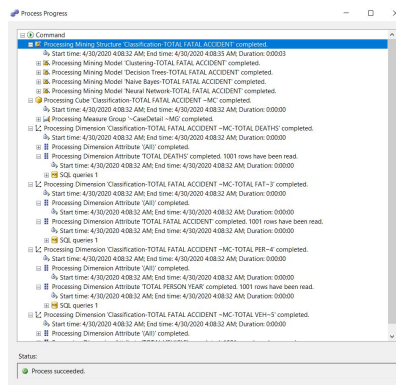 Process Progress
Command
Processing Mining Structure 'Classification-TOTAL FATAL ACCIDENT' completed.
Start time: 4/30/2020 4:08:32 AM; End time: 4/30/2020 4:08:35 AM; Duration: 0:00:03
Processing Mining Model 'Clustering-TOTAL FATAL ACCIDENT' completed.
Processing Mining Model 'Decision Trees-TOTAL FATAL ACCIDENT' completed.
Processing Mining Model 'Naive Bayes-TOTAL FATAL ACCIDENT' completed.
Processing Mining Model 'Neural Network-TOTAL FATAL ACCIDENT' completed.
Processing Cube 'Classification-TOTAL FATAL ACCIDENT ~MC' completed.
Start time: 4/30/2020 4:08:32 AM; End time: 4/30/2020 4:08:32 AM; Duration: 0:00:00
Processing Measure Group '~CaseDetail ~MG' completed.
Processing Dimension 'Classification-TOTAL FATAL ACCIDENT ~MC-TOTAL DEATHS' completed.
Start time: 4/30/2020 4:08:32 AM; End time: 4/30/2020 4:08:32 AM; Duration: 0:00:00
Processing Dimension Attribute '(All)' completed.
Processing Dimension Attribute 'TOTAL DEATHS' completed. 1001 rows have been read.
Start time: 4/30/2020 4:08:32 AM; End time: 4/30/2020 4:08:32 AM; Duration: 0:00:00
SQL queries 1
Processing Dimension 'Classification-TOTAL FATAL ACCIDENT ~MC-TOTAL FAT~3' completed.
Start time: 4/30/2020 4:08:32 AM; End time: 4/30/2020 4:08:32 AM; Duration: 0:00:00
Processing Dimension Attribute '(All)' completed.
Start time: 4/30/2020 4:08:32 AM; End time: 4/30/2020 4:08:32 AM; Duration: 0:00:00
Processing Dimension Attribute 'TOTAL FATAL ACCIDENT' completed. 1001 rows have been read.
Start time: 4/30/2020 4:08:32 AM; End time: 4/30/2020 4:08:32 AM; Duration: 0:00:00
SQL queries 1
Processing Dimension 'Classification-TOTAL FATAL ACCIDENT ~MC-TOTAL PER~4' completed.
Start time: 4/30/2020 4:08:32 AM; End time: 4/30/2020 4:08:32 AM; Duration: 0:00:00
Processing Dimension Attribute '(All)' completed.
Start time: 4/30/2020 4:08:32 AM; End time: 4/30/2020 4:08:32 AM; Duration: 0:00:00
Processing Dimension Attribute 'TOTAL PERSON YEAR' completed. 1001 rows have been read.
Start time: 4/30/2020 4:08:32 AM; End time: 4/30/2020 4:08:32 AM; Duration: 0:00:00
SQL queries 1
Processing Dimension 'Classification-TOTAL FATAL ACCIDENT ~MC-TOTAL VEH~5' completed.
Start time: 4/30/2020 4:08:32 AM; End time: 4/30/2020 4:08:32 AM; Duration: 0:00:00
Processing Dimension Attribute '(All)' completed.
Status:
Process succeeded.